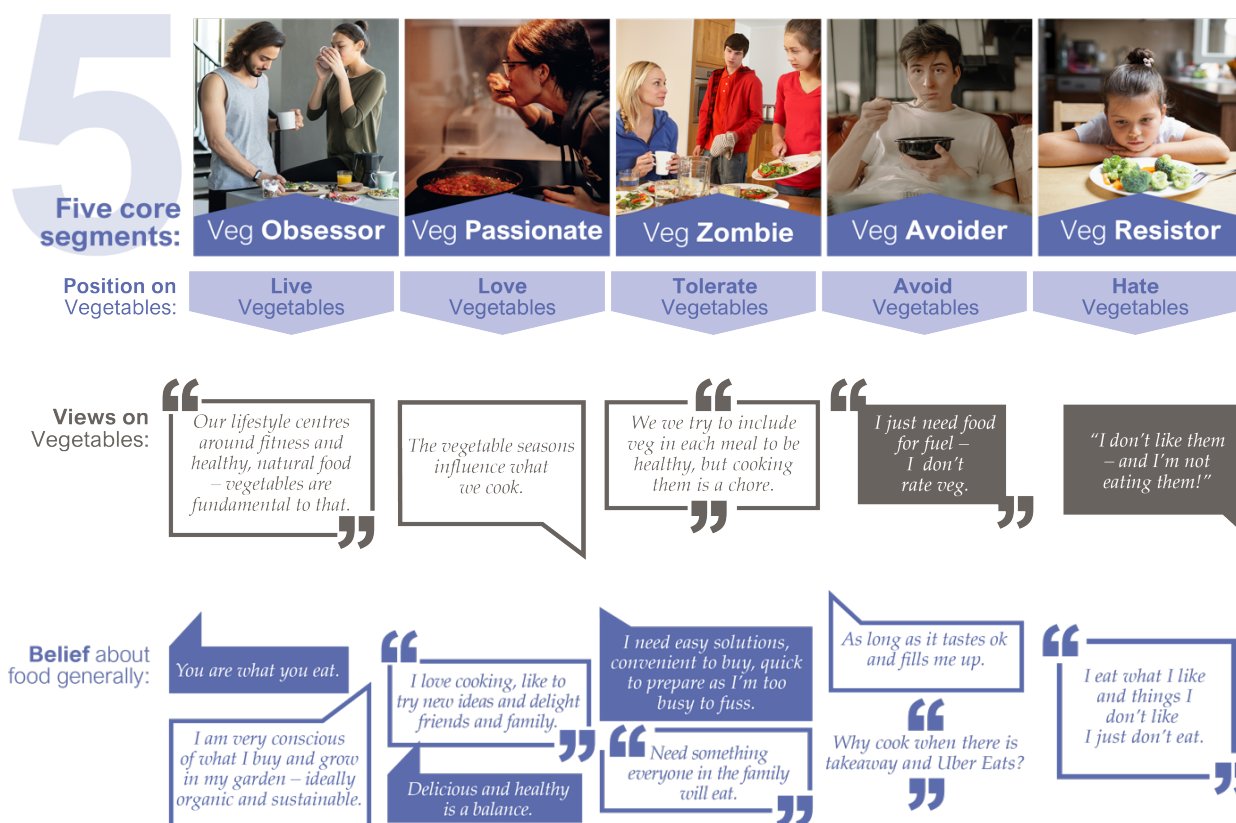 5
Five core
segments:
Veg Obsessor
Veg Passionate
Veg Zombie
Veg Avoider
Veg Resistor
Position on
Vegetables:
Live
Vegetables
Love
Vegetables
Tolerate
Vegetables
Avoid
Vegetables
Hate
Vegetables
Views on
Vegetables:
“
Our lifestyle centres
around fitness and
healthy, natural food
– vegetables are
fundamental to that.
”
The vegetable seasons
influence what
we cook.
“
We we try to include
veg in each meal to be
healthy, but cooking
them is a chore.
”
“
I just need food
for fuel –
I don’t
rate veg.
”
“I don’t like them
– and I’m not
eating them!”
Belief about
food generally:
You are what you eat.
I am very conscious
of what I buy and grow
in my garden – ideally
organic and sustainable.
“
I love cooking, like to
try new ideas and delight
friends and family.
”
Delicious and healthy
is a balance.
I need easy solutions,
convenient to buy, quick
to prepare as I’m too
busy to fuss.
“
Need something
everyone in the family
will eat.
”
As long as it tastes ok
and fills me up.
“
Why cook when there is
takeaway and Uber Eats?
”
“
I eat what I like
and things I
don’t like
I just don’t eat.
”